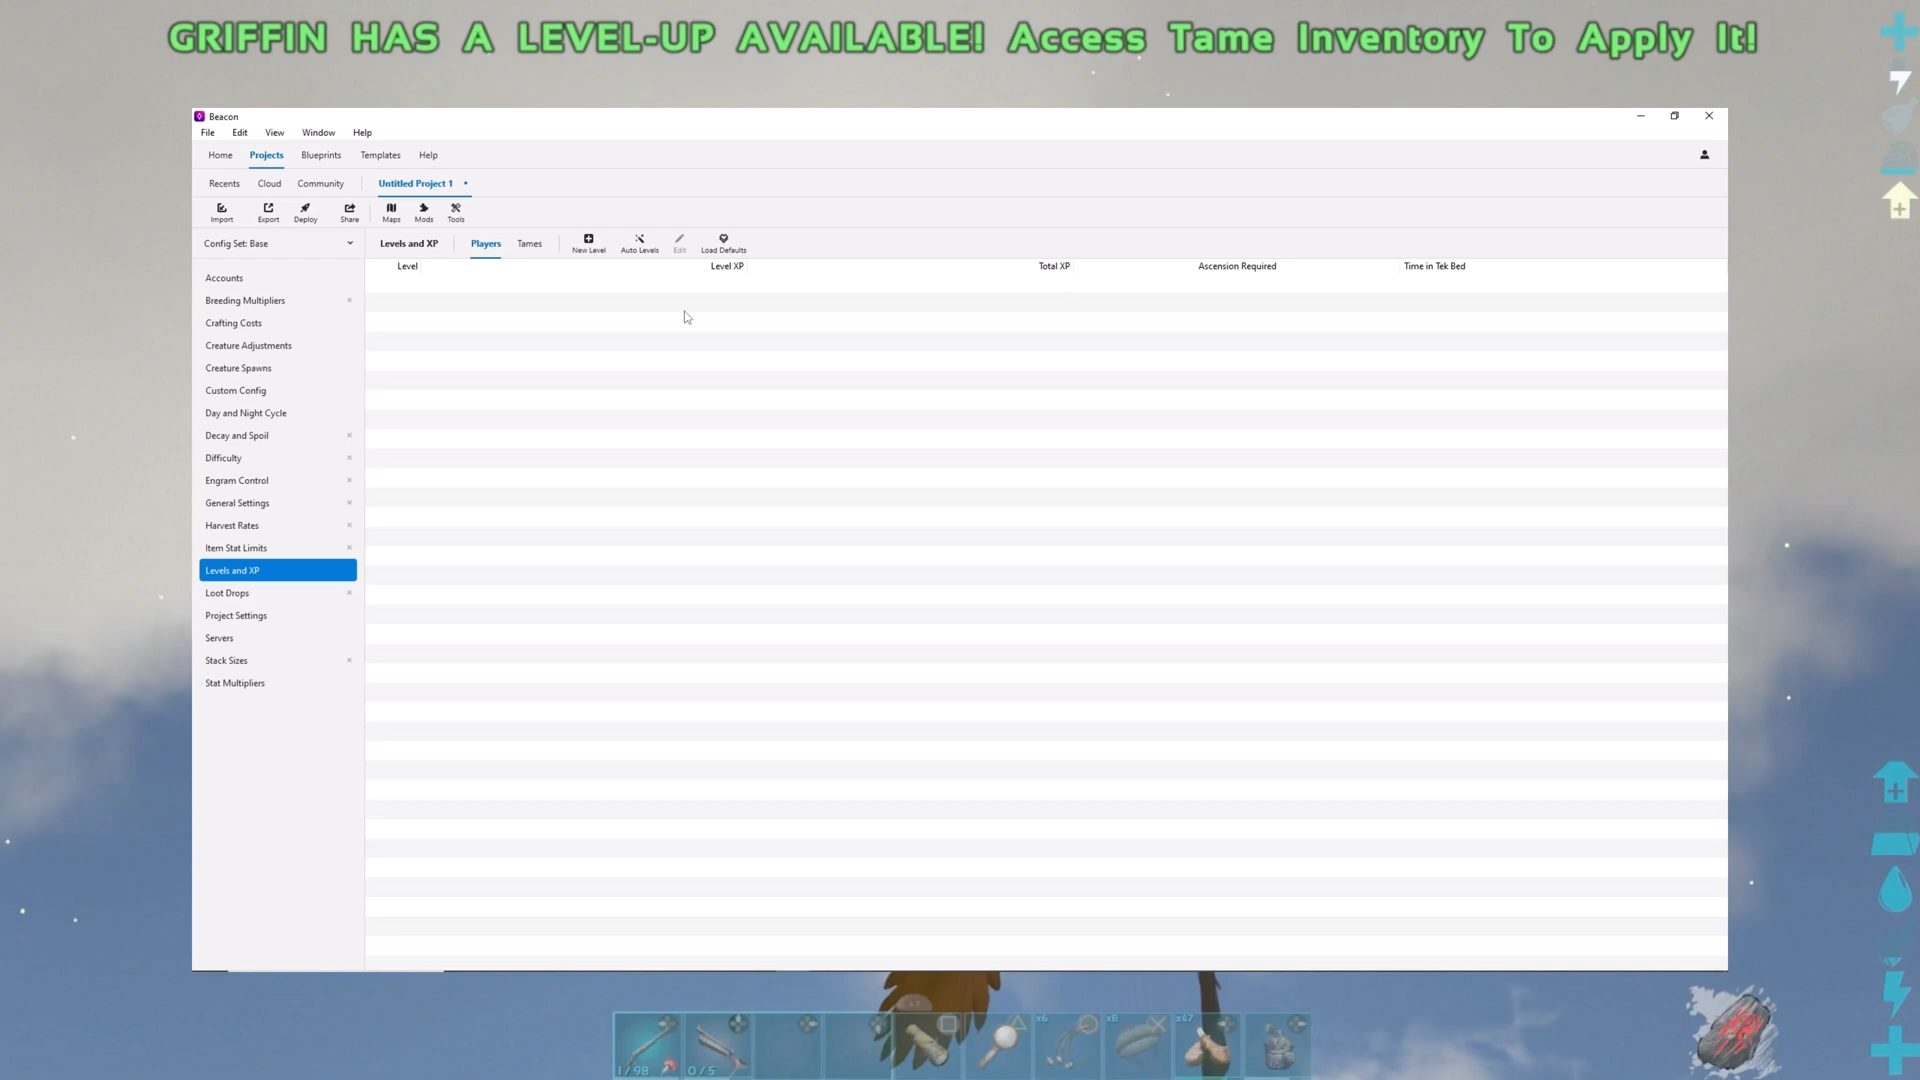 GRIFFIN HAS A LEVEL-UP AVAILABLE! Access Tame Inventory To Apply It!
Beacon
File Edit View Window Help
Home Projects Blueprints Templates Help
Recents Cloud Community Untitled Project 1 •
Import Export Deploy Share Maps Mods Tools
Config Set: Base Levels and XP Players Tames New Level Auto Levels Edit Load Defaults
Level Level XP Total XP Ascension Required Time in Tek Bed
Accounts
Breeding Multipliers
Crafting Costs
Creature Adjustments
Creature Spawns
Custom Config
Day and Night Cycle
Decay and Spoil
Difficulty
Engram Control
General Settings
Harvest Rates
Item Stat Limits
Levels and XP
Loot Drops
Project Settings
Servers
Stack Sizes
Stat Multipliers
L1
x6 x8 x47
1/98 0/5